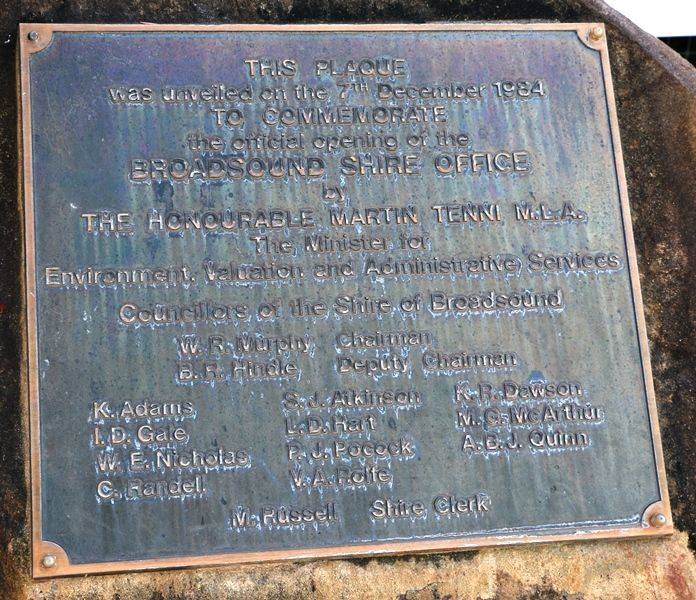 THIS PLAQUE
was unveiled on the 7th December 1984
TO COMMEMORATE
the official opening of the
BROADSOUND SHIRE OFFICE
by
THE HONOURABLE MARTIN TENNI, M.L.A.
The Minister for
Environment, Valuation and Administrative Services
Councillors of the Shire of Broadsound
W. R. Murphy Chairman
B. R. Hindle Deputy Chairman
K. Adams S. J. Atkinson K. R. Dawson
I. D. Gale L. D. Hart M. S. McArthur
W. E. Nicholas P. J. Pocock A. B. J. Quinn
C. Randell V. A. Rolfe
M. Russell Shire Clerk